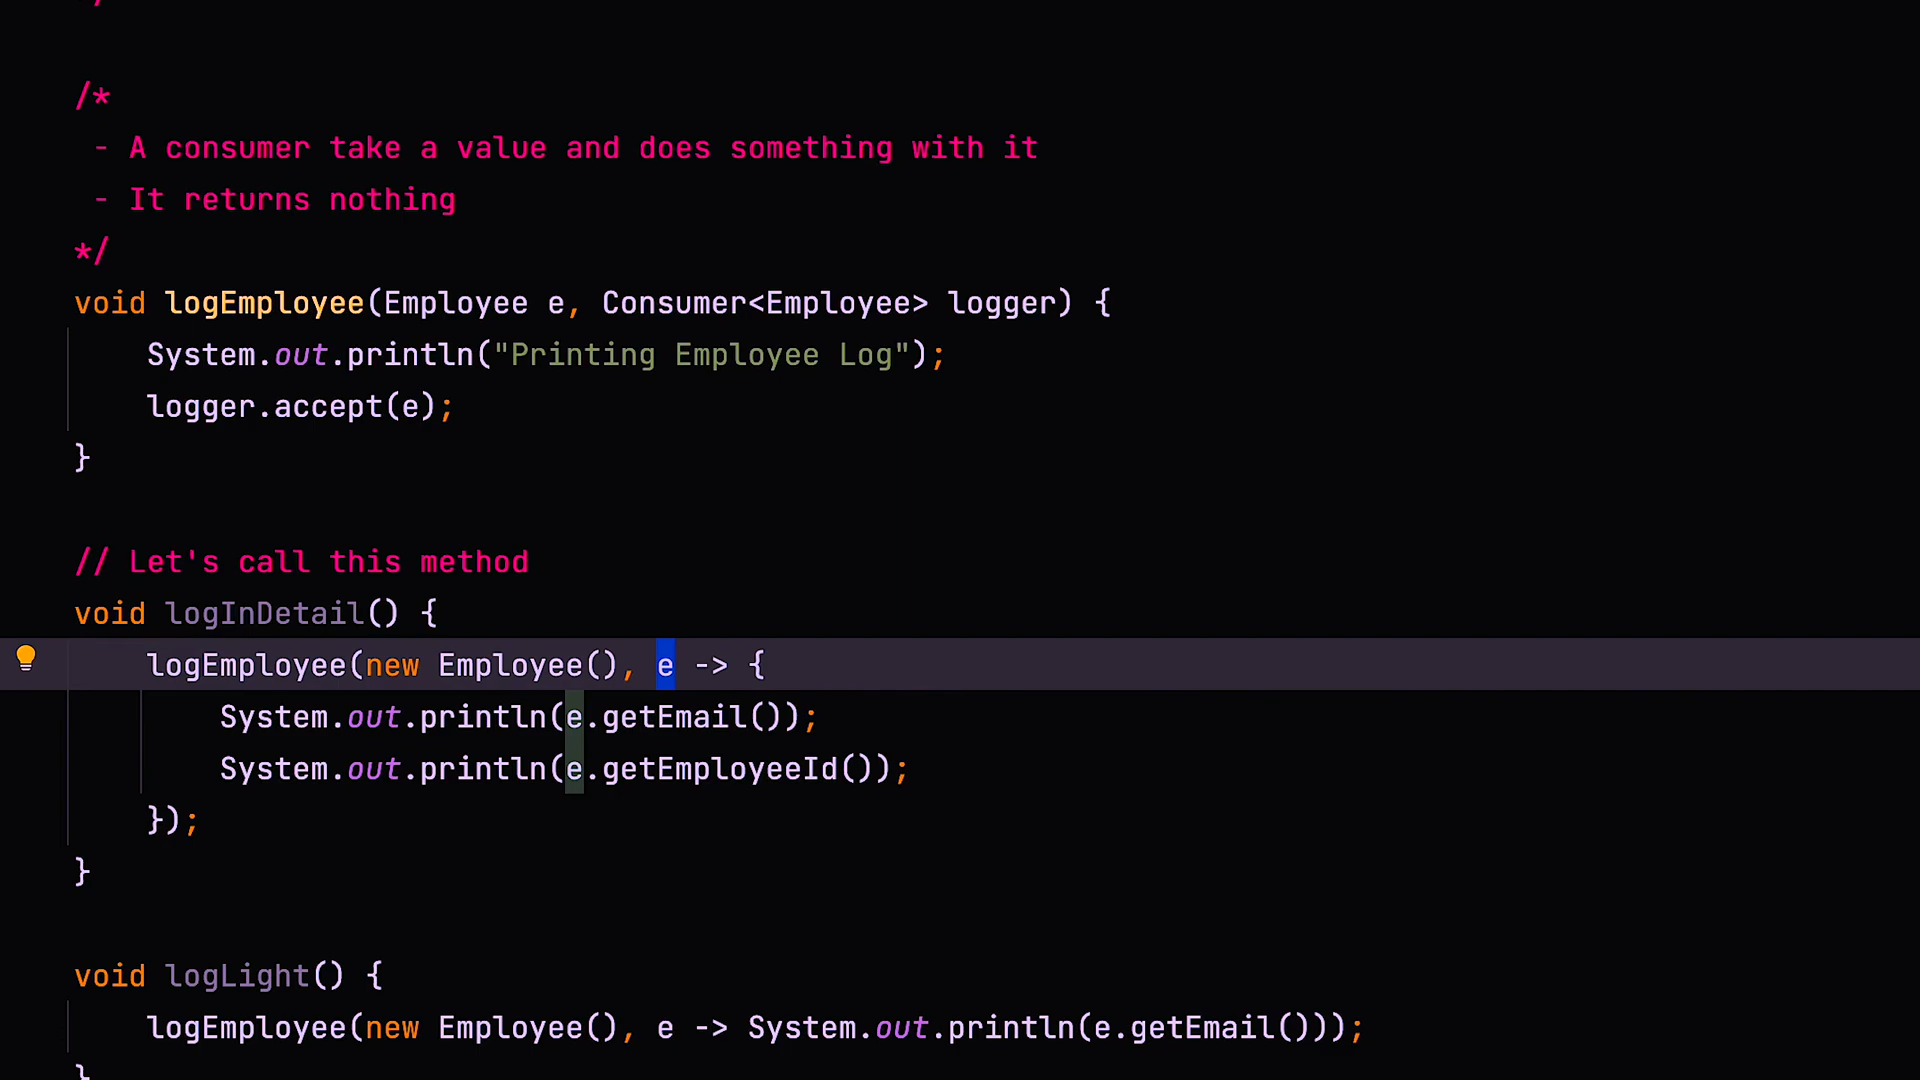 /*
- A consumer take a value and does something with it
- It returns nothing
*/
void logEmployee(Employee e, Consumer<Employee> logger) {
System.out.println("Printing Employee Log");
logger.accept(e);
}
// Let's call this method
void logInDetail() {
logEmployee(new Employee(), e -> {
System.out.println(e.getEmail());
System.out.println(e.getEmployeeId());
});
}
void logLight() {
logEmployee(new Employee(), e -> System.out.println(e.getEmail()));
}